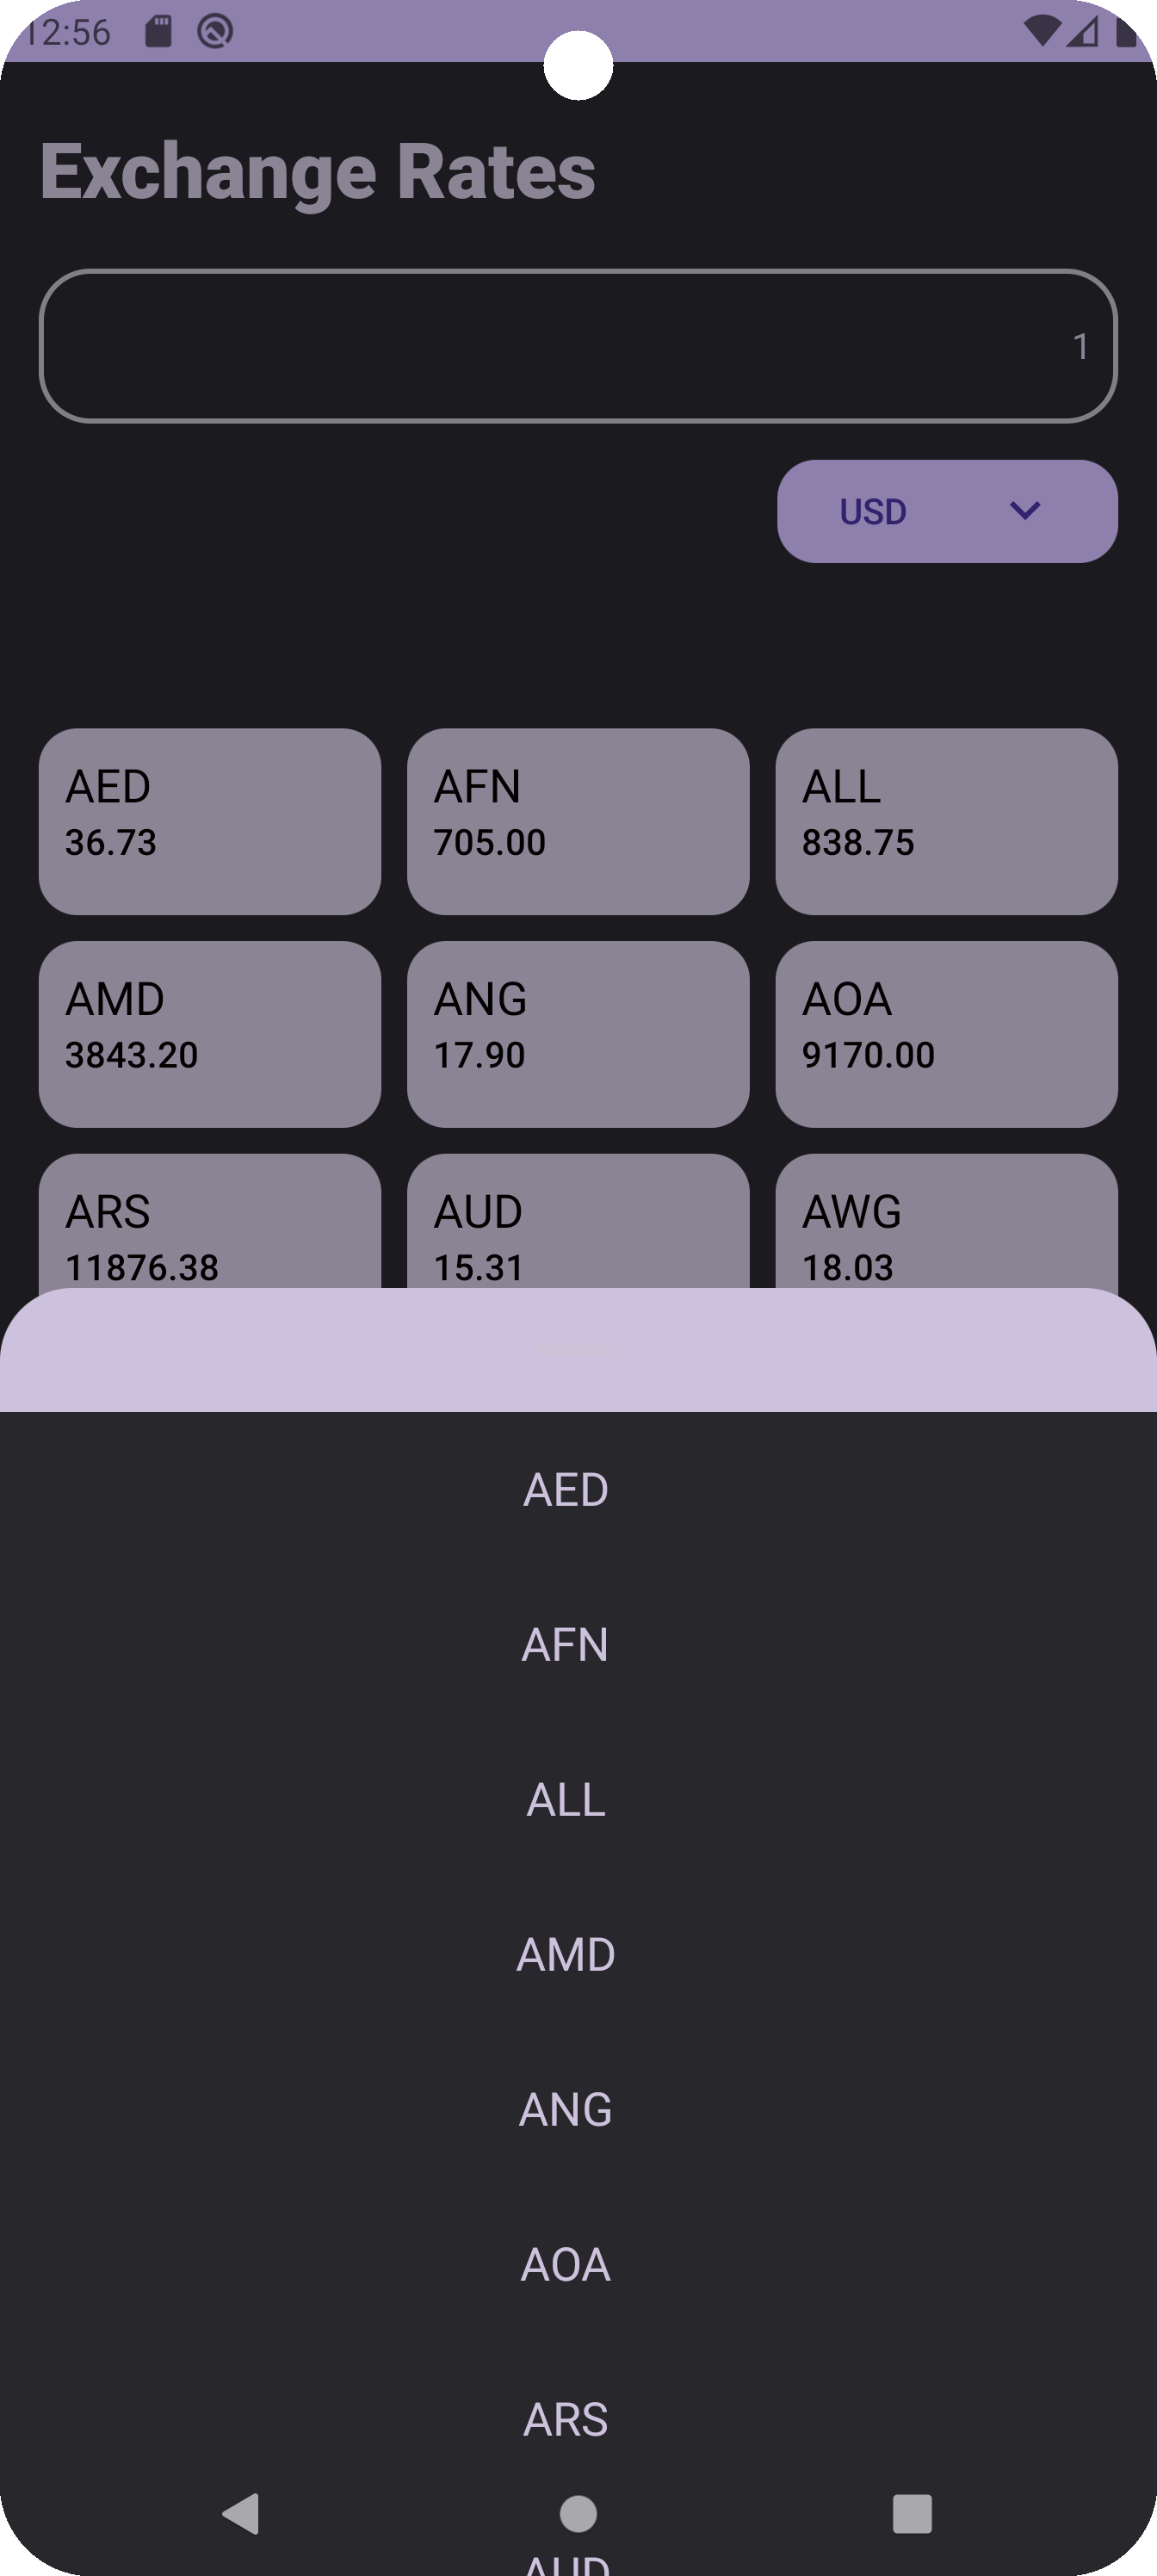 12:56
Exchange Rates
1
USD
AED
36.73
AFN
705.00
ALL
838.75
AMD
3843.20
ANG
17.90
AOA
9170.00
ARS
11876.38
AUD
15.31
AWG
18.03
AED
AFN
ALL
AMD
ANG
AOA
ARS
AUD